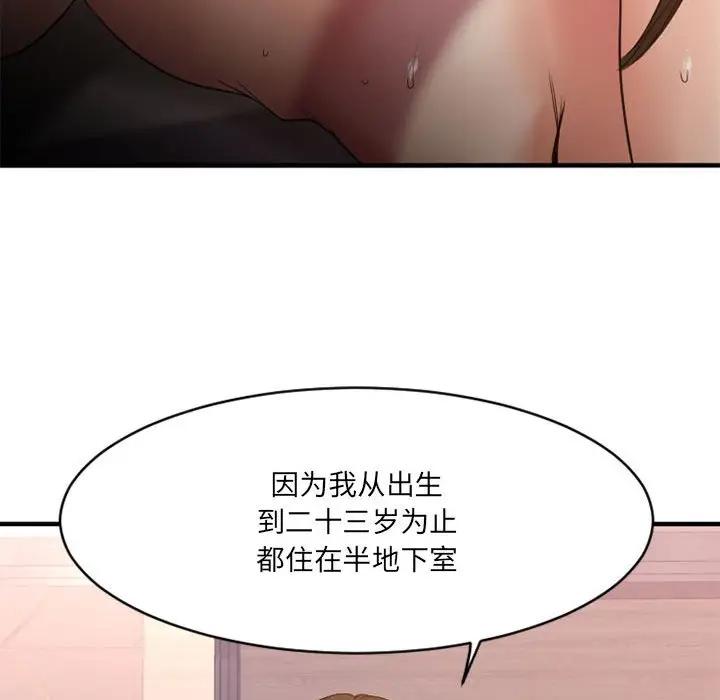 因为我从出生
到二十三岁为止
都住在半地下室